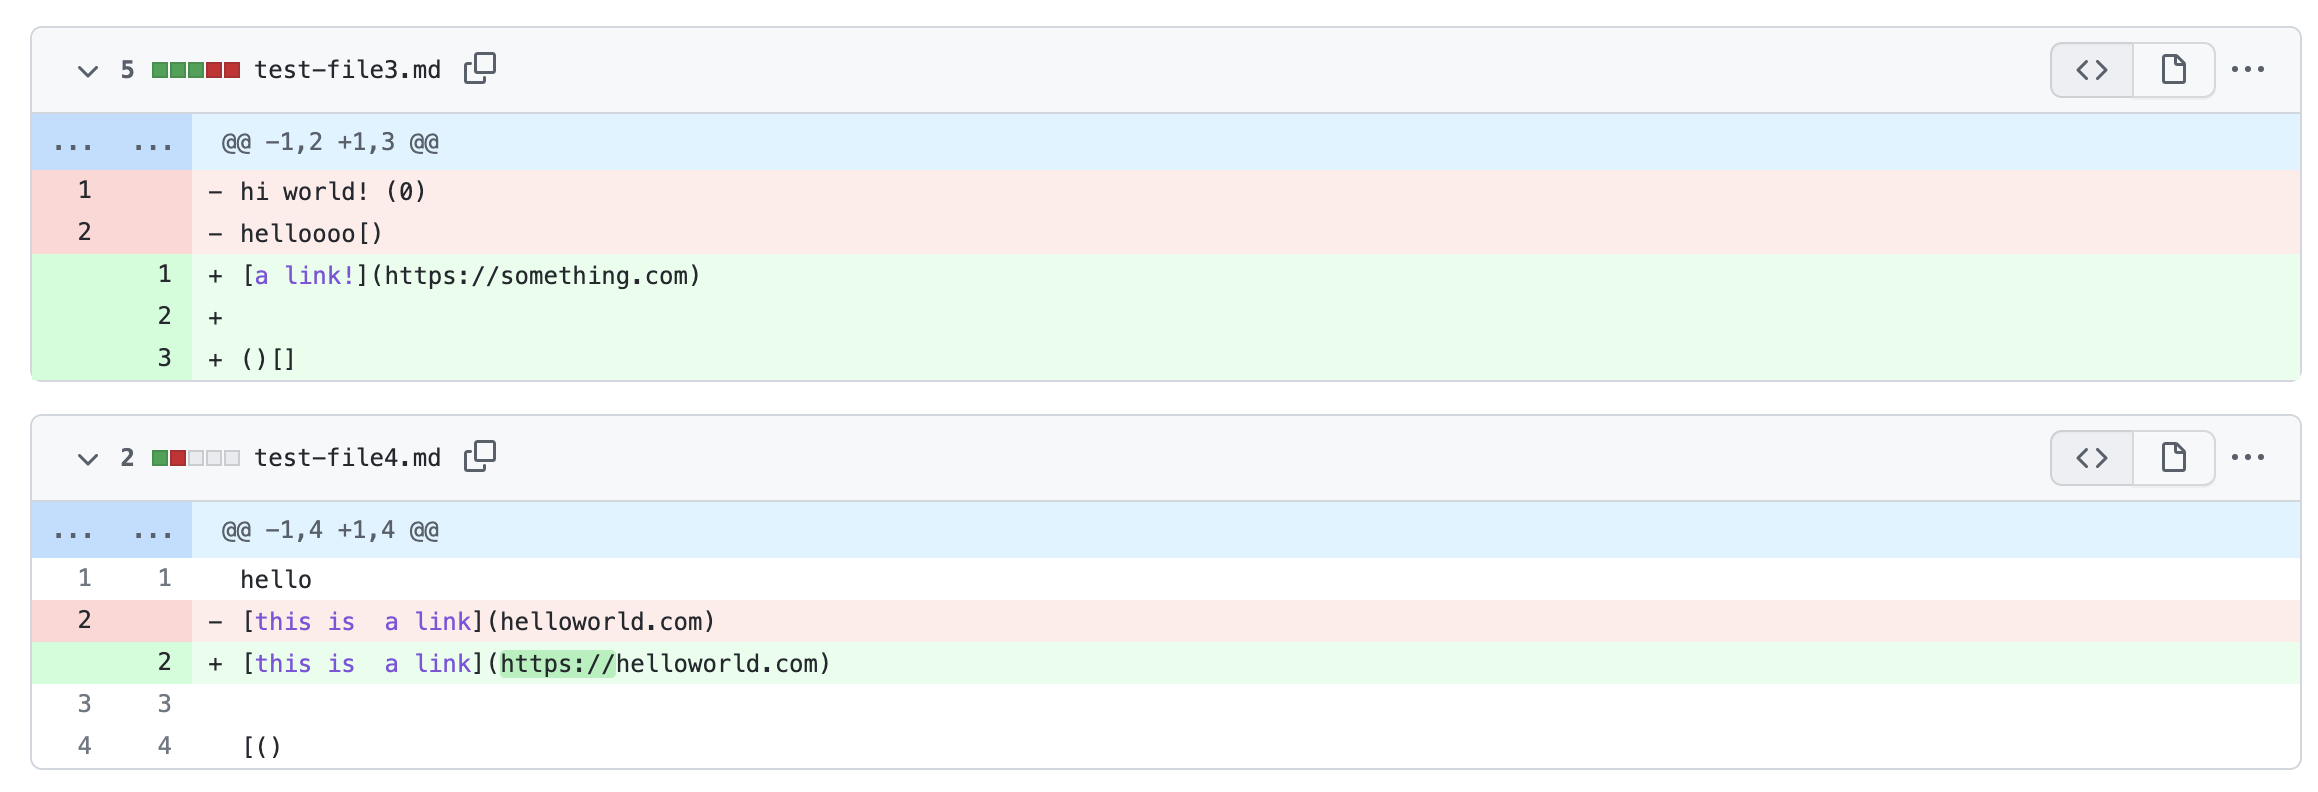 5 test-file3.md
... ... @@ -1,2 +1,3 @@
1 - hi world! (0)
2 - helloooo[)
1 + [a link!](https://something.com)
2 +
3 + ()[]
2 test-file4.md
... ... @@ -1,4 +1,4 @@
1 1 hello
2 - [this is  a link](helloworld.com)
2 + [this is  a link](https://helloworld.com)
3 3
4 4 [()